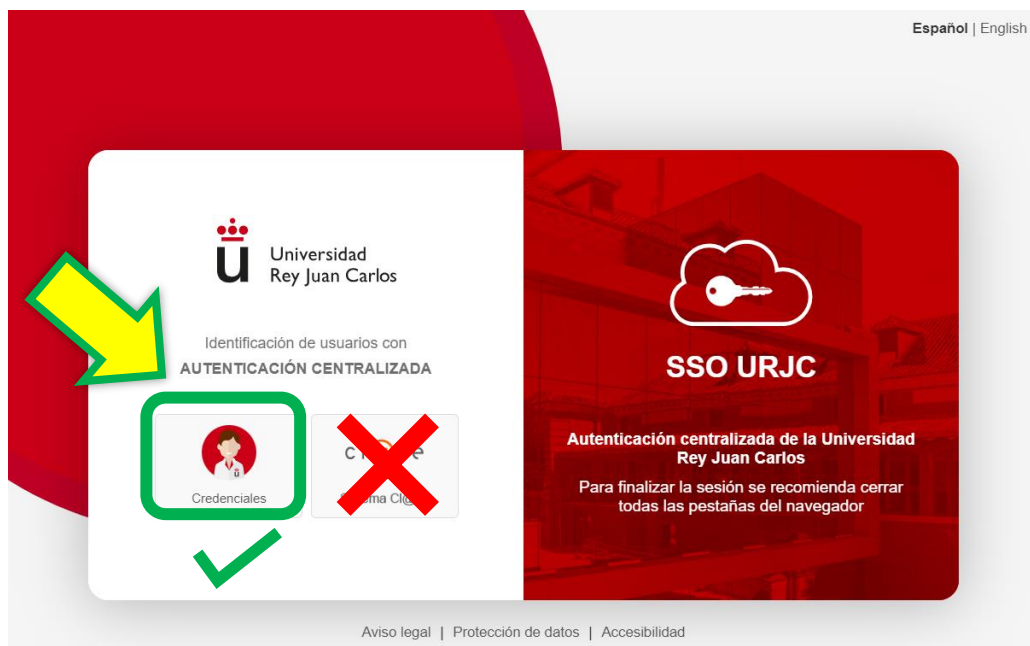 Español | English
Universidad
Rey Juan Carlos
Identificación de usuarios con
AUTENTICACIÓN CENTRALIZADA
Credenciales
SSO URJC
Autenticación centralizada de la Universidad
Rey Juan Carlos
Para finalizar la sesión se recomienda cerrar
todas las pestañas del navegador
Aviso legal | Protección de datos | Accesibilidad